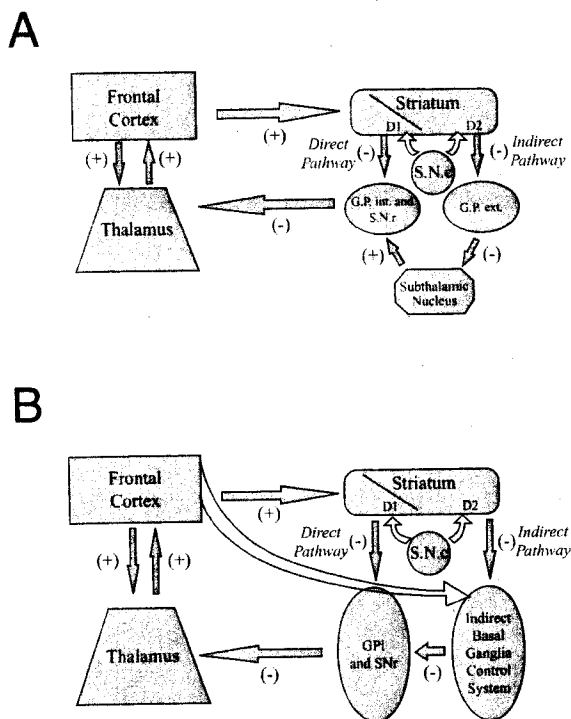 A
Frontal
Cortex
(+)
Striatum
D1
D2
Direct
Pathway
(-)
(-)
Indirect
Pathway
S.N.c
(+)
(+)
Thalamus
(-)
G.P. int. and
S.N.r
G.P. ext.
(+)
(-)
Subthalamic
Nucleus
B
Frontal
Cortex
(+)
Striatum
D1
D2
Direct
Pathway
(-)
(-)
Indirect
Pathway
S.N.c
(+)
(+)
Thalamus
(-)
GPi
and SNr
(-)
Indirect
Basal
Ganglia
Control
System